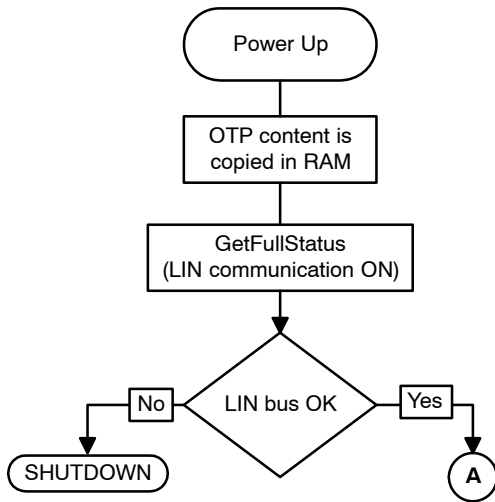 Power Up
OTP content is
copied in RAM
GetFullStatus
(LIN communication ON)
No
LIN bus OK
Yes
SHUTDOWN
A